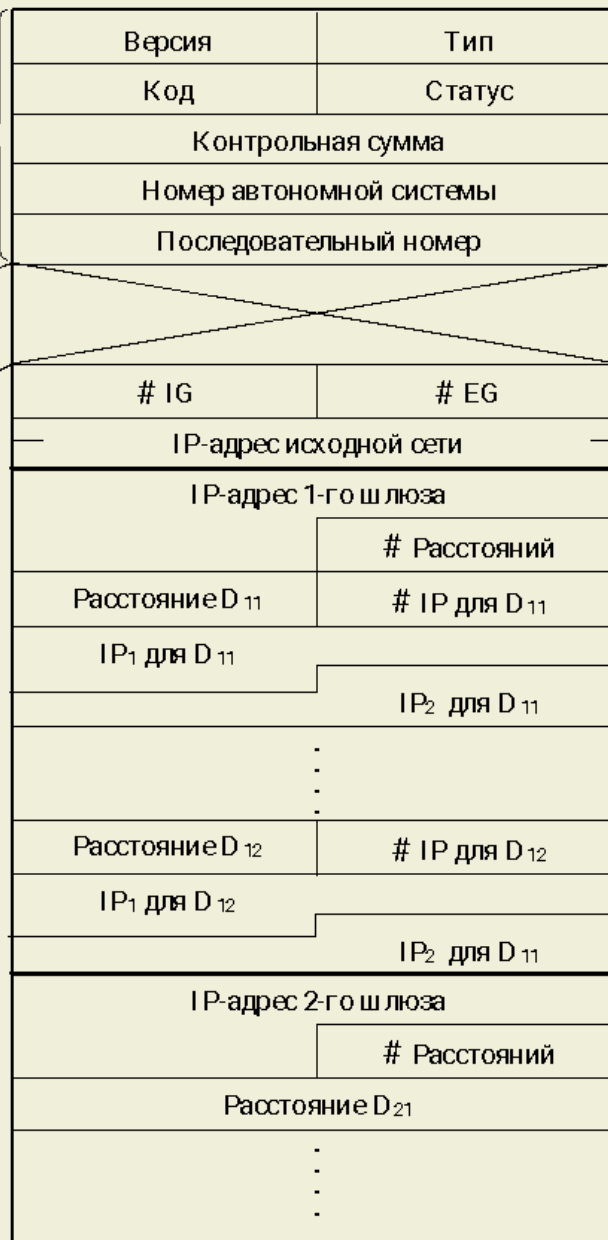 Версия Тип
Код Статус
Контрольная сумма
Номер автономной системы
Последовательный номер
# IG # EG
IP-адрес исходной сети
IP-адрес 1-го шлюза
# Расстояний
Расстояние D₁₁ # IP для D₁₁
IP₁ для D₁₁
IP₂ для D₁₁
Расстояние D₁₂ # IP для D₁₂
IP₁ для D₁₂
IP₂ для D₁₁
IP-адрес 2-го шлюза
# Расстояний
Расстояние D₂₁